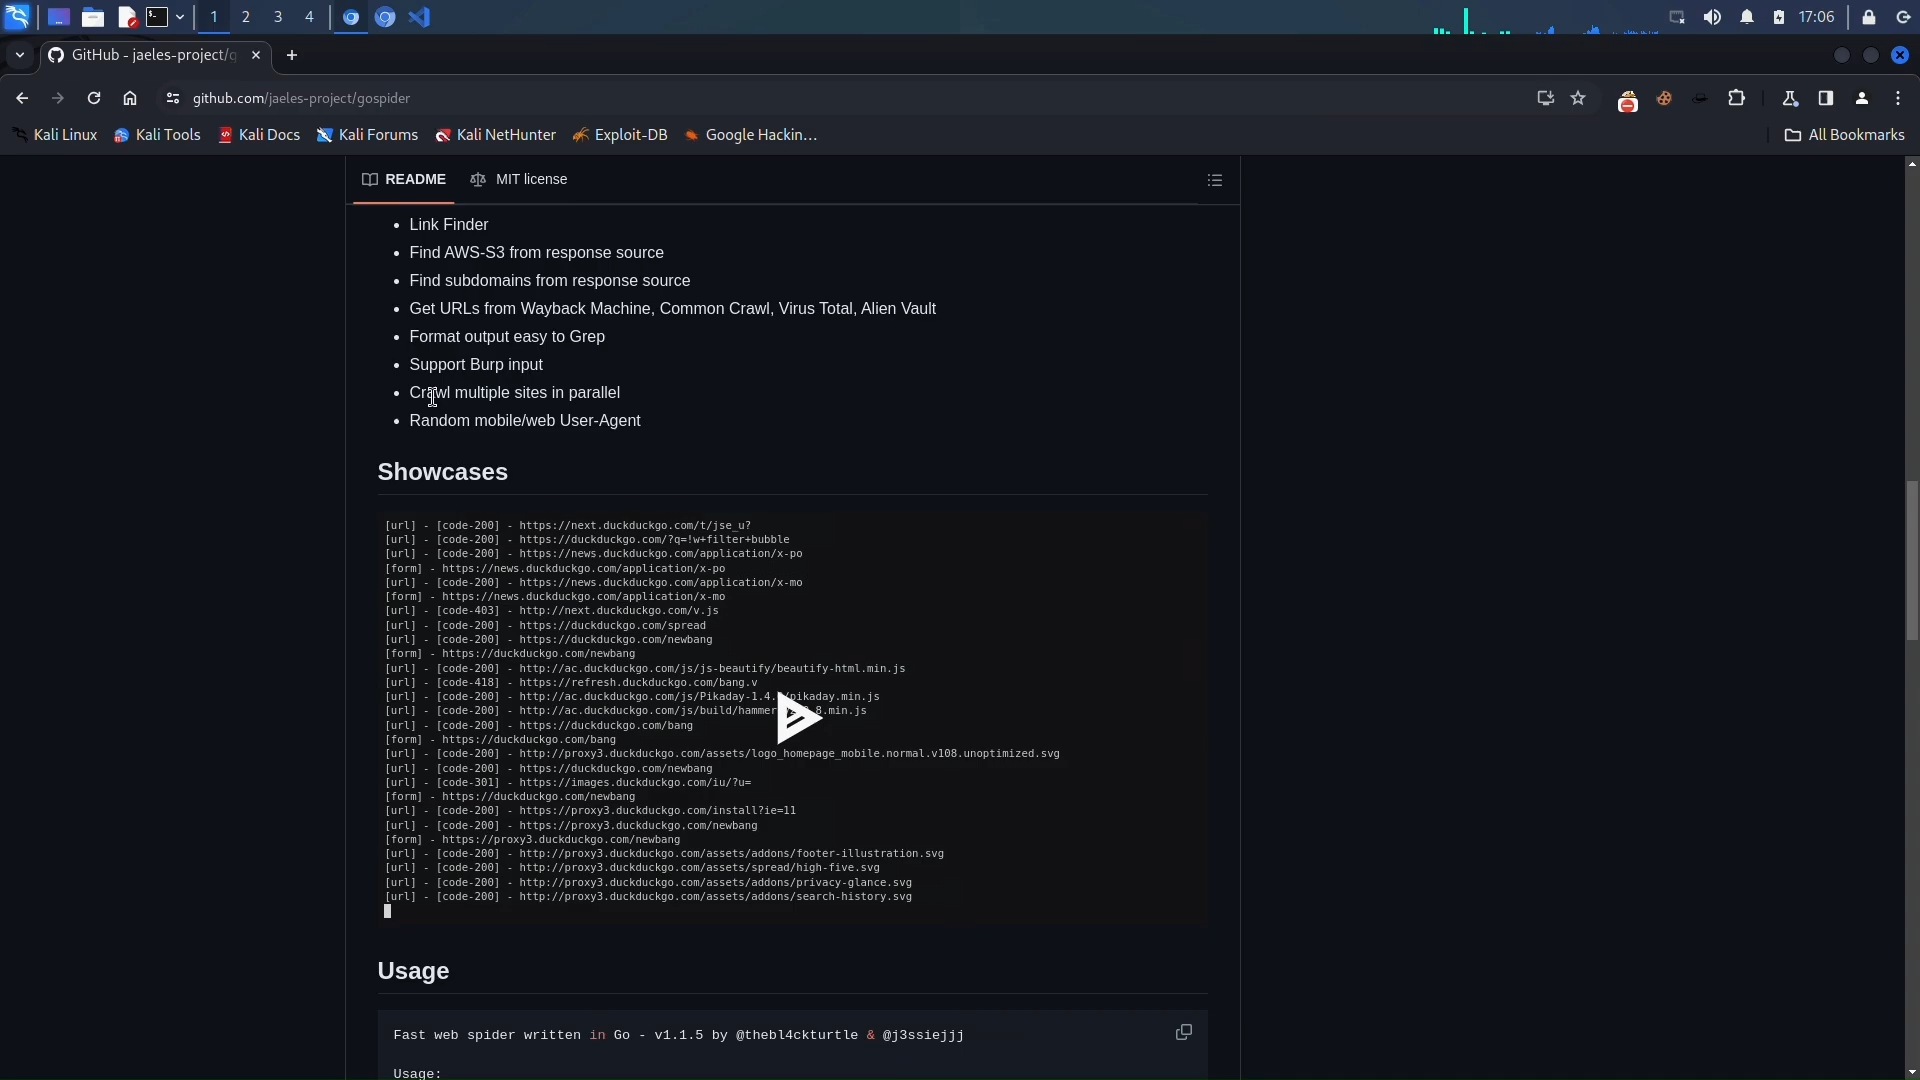 1 2 3 4 17:06
GitHub - jaeles-project/g
github.com/jaeles-project/gospider
Kali Linux Kali Tools Kali Docs Kali Forums Kali NetHunter Exploit-DB Google Hackin… All Bookmarks
README MIT license
Link Finder
Find AWS-S3 from response source
Find subdomains from response source
Get URLs from Wayback Machine, Common Crawl, Virus Total, Alien Vault
Format output easy to Grep
Support Burp input
Crawl multiple sites in parallel
Random mobile/web User-Agent
Showcases
[url] - [code-200] - https://next.duckduckgo.com/t/jse_u?
[url] - [code-200] - https://duckduckgo.com/?q=!w+filter+bubble
[url] - [code-200] - https://news.duckduckgo.com/application/x-po
[form] - https://news.duckduckgo.com/application/x-po
[url] - [code-200] - https://news.duckduckgo.com/application/x-mo
[form] - https://news.duckduckgo.com/application/x-mo
[url] - [code-403] - http://next.duckduckgo.com/v.js
[url] - [code-200] - https://duckduckgo.com/spread
[url] - [code-200] - https://duckduckgo.com/newbang
[form] - https://duckduckgo.com/newbang
[url] - [code-200] - http://ac.duckduckgo.com/js/js-beautify/beautify-html.min.js
[url] - [code-418] - https://refresh.duckduckgo.com/bang.v
[url] - [code-200] - http://ac.duckduckgo.com/js/Pikaday-1.4. /pikaday.min.js
[url] - [code-200] - http://ac.duckduckgo.com/js/build/hammer .8.min.js
[url] - [code-200] - https://duckduckgo.com/bang
[form] - https://duckduckgo.com/bang
[url] - [code-200] - http://proxy3.duckduckgo.com/assets/logo_homepage_mobile.normal.v108.unoptimized.svg
[url] - [code-200] - https://duckduckgo.com/newbang
[url] - [code-301] - https://images.duckduckgo.com/iu/?u=
[form] - https://duckduckgo.com/newbang
[url] - [code-200] - https://proxy3.duckduckgo.com/install?ie=11
[url] - [code-200] - https://proxy3.duckduckgo.com/newbang
[form] - https://proxy3.duckduckgo.com/newbang
[url] - [code-200] - http://proxy3.duckduckgo.com/assets/addons/footer-illustration.svg
[url] - [code-200] - http://proxy3.duckduckgo.com/assets/spread/high-five.svg
[url] - [code-200] - http://proxy3.duckduckgo.com/assets/addons/privacy-glance.svg
[url] - [code-200] - http://proxy3.duckduckgo.com/assets/addons/search-history.svg
Usage
Fast web spider written in Go - v1.1.5 by @thebl4ckturtle & @j3ssiejjj
Usage: